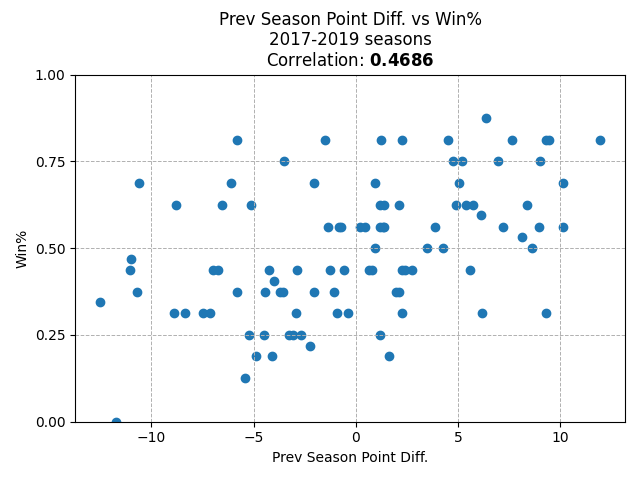 Prev Season Point Diff. vs Win%
2017-2019 seasons
Correlation: 0.4686
1.00
0.75
0.50
0.25
0.00
Win%
−10
−5
0
5
10
Prev Season Point Diff.